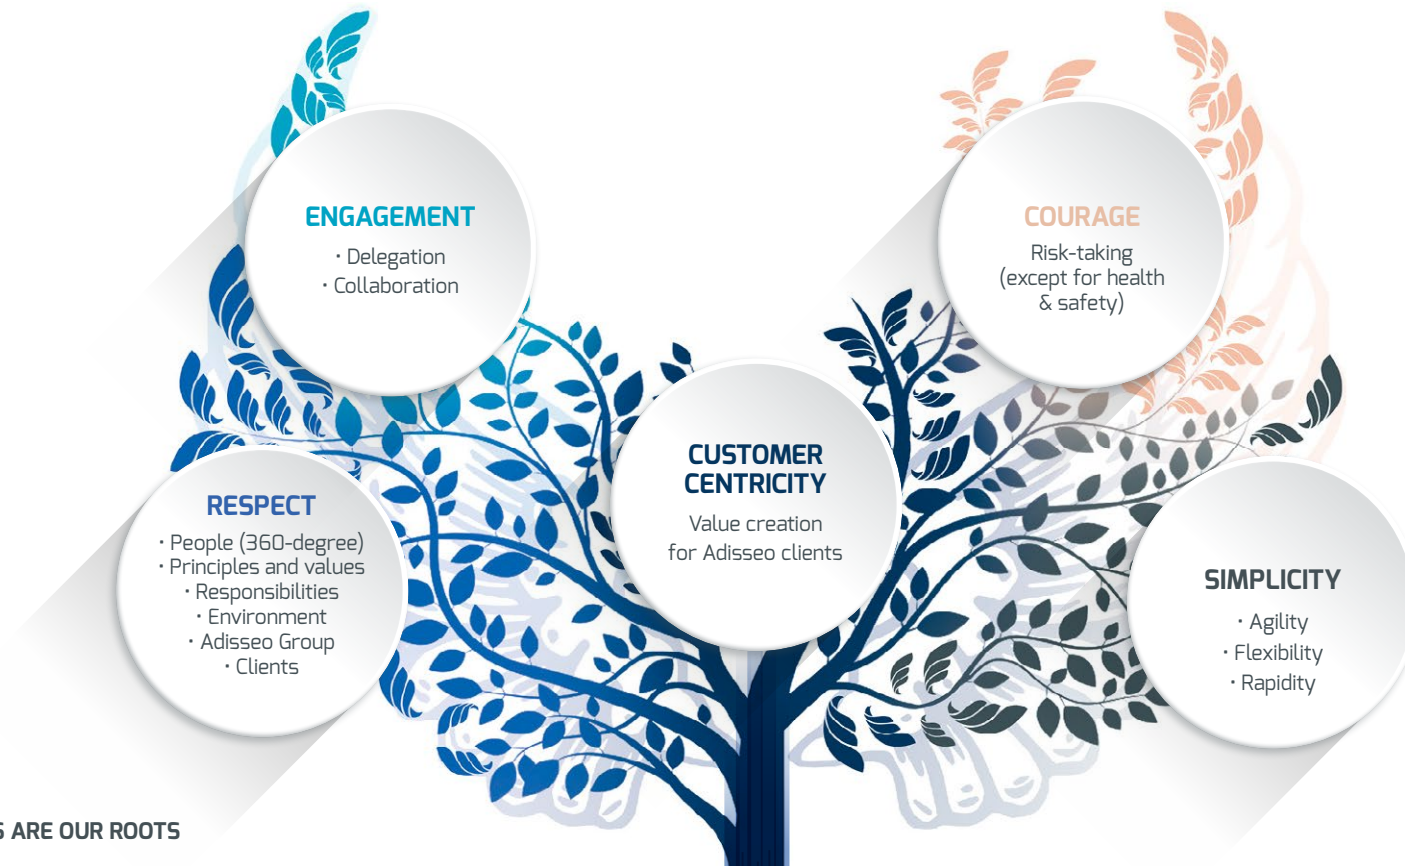 ENGAGEMENT
· Delegation
· Collaboration
COURAGE
Risk-taking
(except for health
& safety)
CUSTOMER
CENTRICITY
Value creation
for Adisseo clients
RESPECT
· People (360-degree)
· Principles and values
· Responsibilities
· Environment
· Adisseo Group
· Clients
SIMPLICITY
· Agility
· Flexibility
· Rapidity
S ARE OUR ROOTS